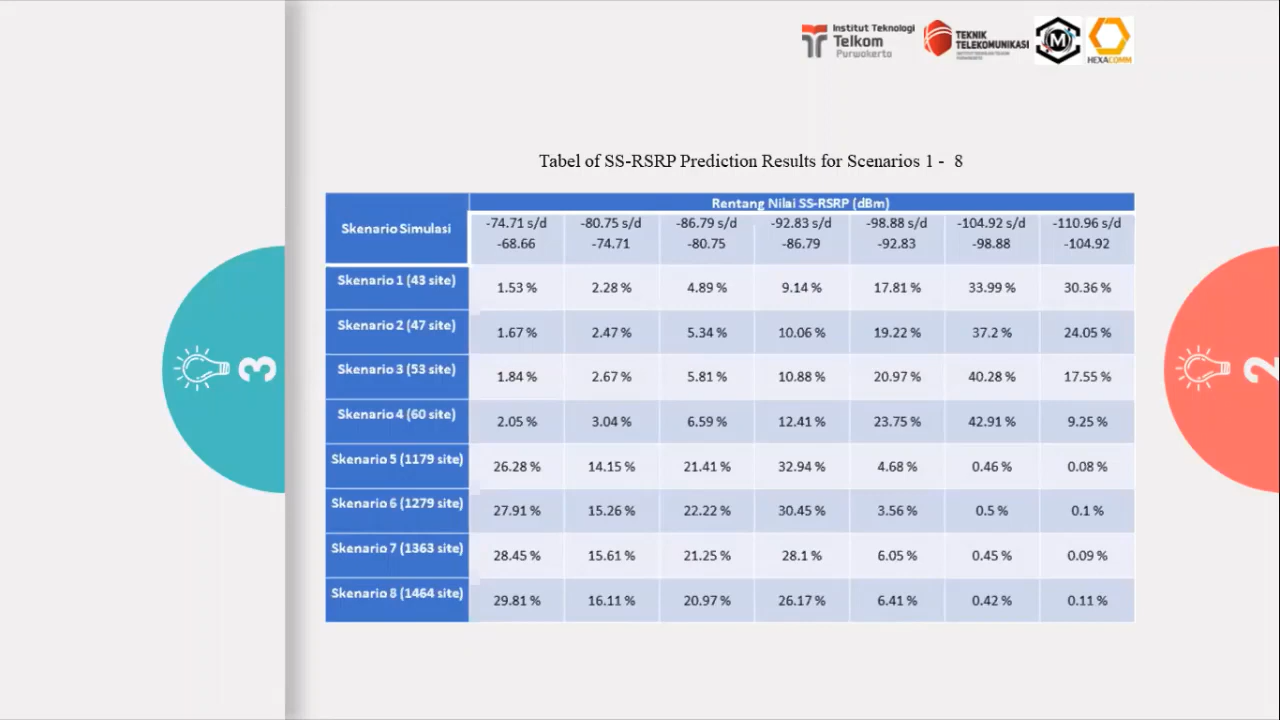 Institut Teknologi
Telkom
Purwokerto
TEKNIK
TELEKOMUNIKASI
M
HEXACOMM
Tabel of SS-RSRP Prediction Results for Scenarios 1 - 8
Skenario Simulasi
Rentang Nilai SS-RSRP (dBm)
-74.71 s/d -68.66
-80.75 s/d -74.71
-86.79 s/d -80.75
-92.83 s/d -86.79
-98.88 s/d -92.83
-104.92 s/d -98.88
-110.96 s/d -104.92
Skenario 1 (43 site) 1.53 % 2.28 % 4.89 % 9.14 % 17.81 % 33.99 % 30.36 %
Skenario 2 (47 site) 1.67 % 2.47 % 5.34 % 10.06 % 19.22 % 37.2 % 24.05 %
Skenario 3 (53 site) 1.84 % 2.67 % 5.81 % 10.88 % 20.97 % 40.28 % 17.55 %
Skenario 4 (60 site) 2.05 % 3.04 % 6.59 % 12.41 % 23.75 % 42.91 % 9.25 %
Skenario 5 (1179 site) 26.28 % 14.15 % 21.41 % 32.94 % 4.68 % 0.46 % 0.08 %
Skenario 6 (1279 site) 27.91 % 15.26 % 22.22 % 30.45 % 3.56 % 0.5 % 0.1 %
Skenario 7 (1363 site) 28.45 % 15.61 % 21.25 % 28.1 % 6.05 % 0.45 % 0.09 %
Skenario 8 (1464 site) 29.81 % 16.11 % 20.97 % 26.17 % 6.41 % 0.42 % 0.11 %
3
2